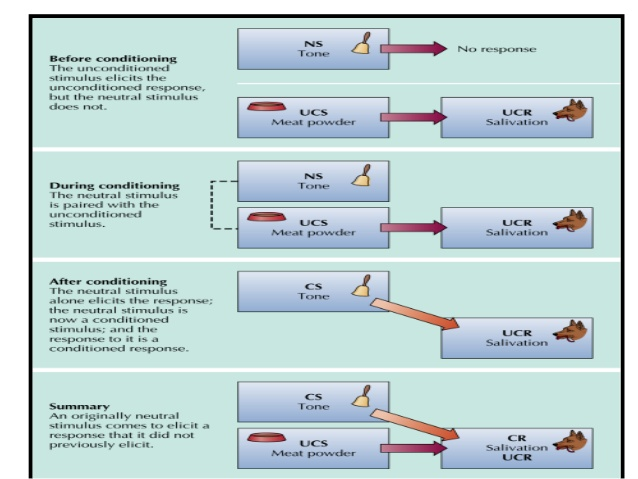 Before conditioning
The unconditioned
stimulus elicits the
unconditioned response,
but the neutral stimulus
does not.
NS
Tone
No response
UCS
Meat powder
UCR
Salivation
During conditioning
The neutral stimulus
is paired with the
unconditioned
stimulus.
NS
Tone
UCS
Meat powder
UCR
Salivation
After conditioning
The neutral stimulus
alone elicits the response;
the neutral stimulus is
now a conditioned
stimulus; and the
response to it is a
conditioned response.
CS
Tone
UCR
Salivation
Summary
An originally neutral
stimulus comes to elicit a
response that it did not
previously elicit.
CS
Tone
UCS
Meat powder
CR
Salivation
UCR